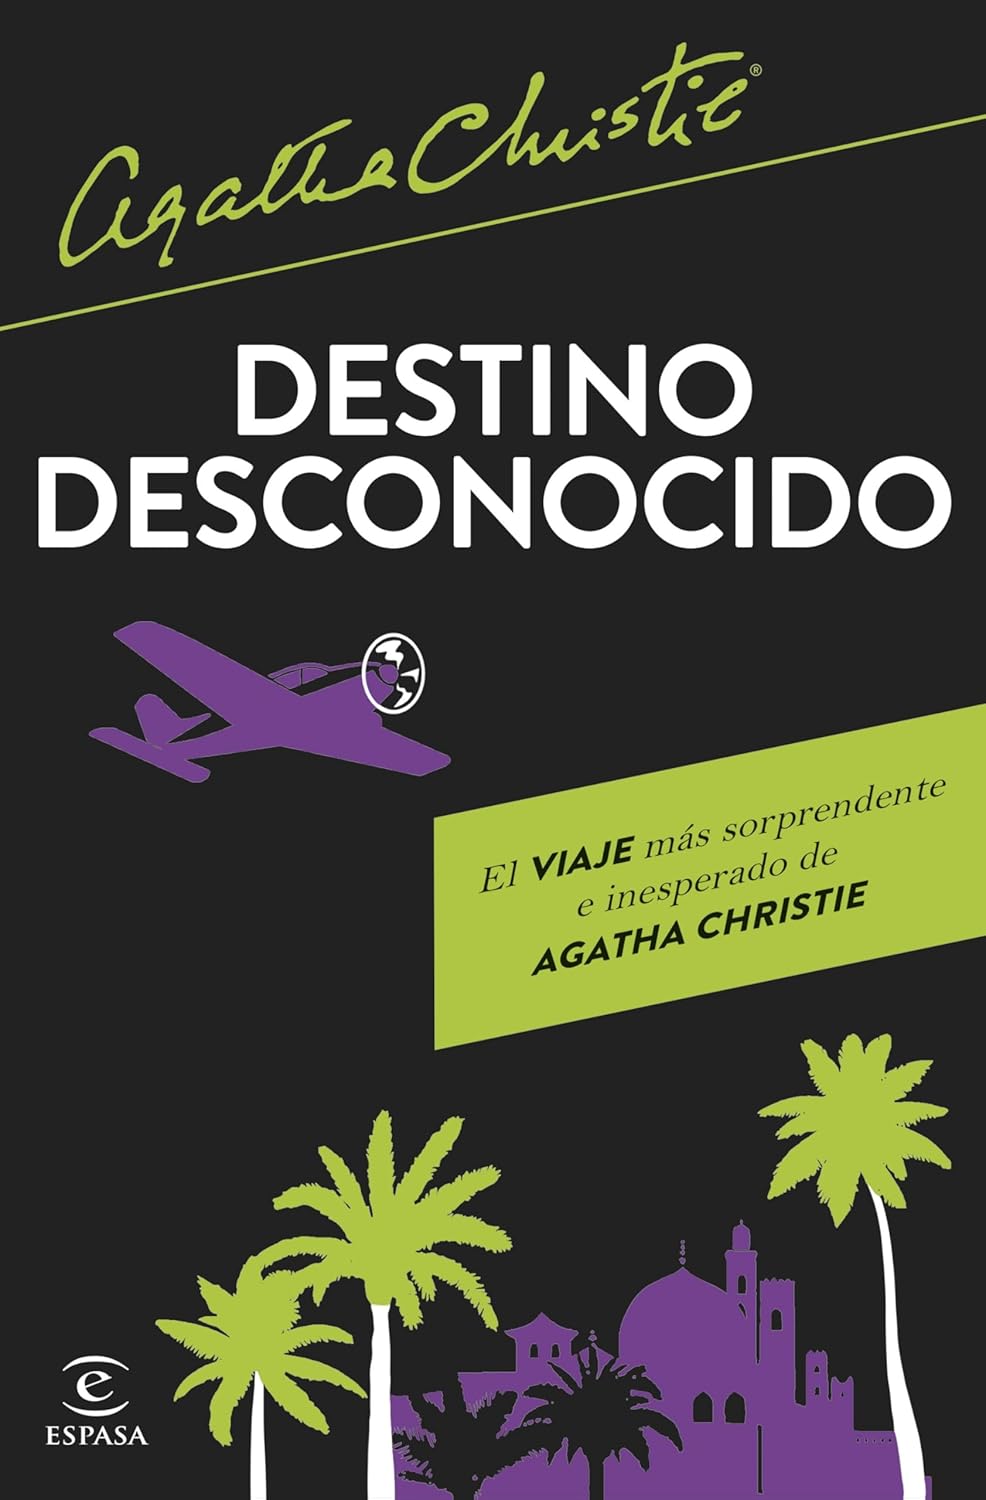 Agatha Christie®
DESTINO
DESCONOCIDO
El VIAJE más sorprendente
e inesperado de
AGATHA CHRISTIE
e
ESPASA